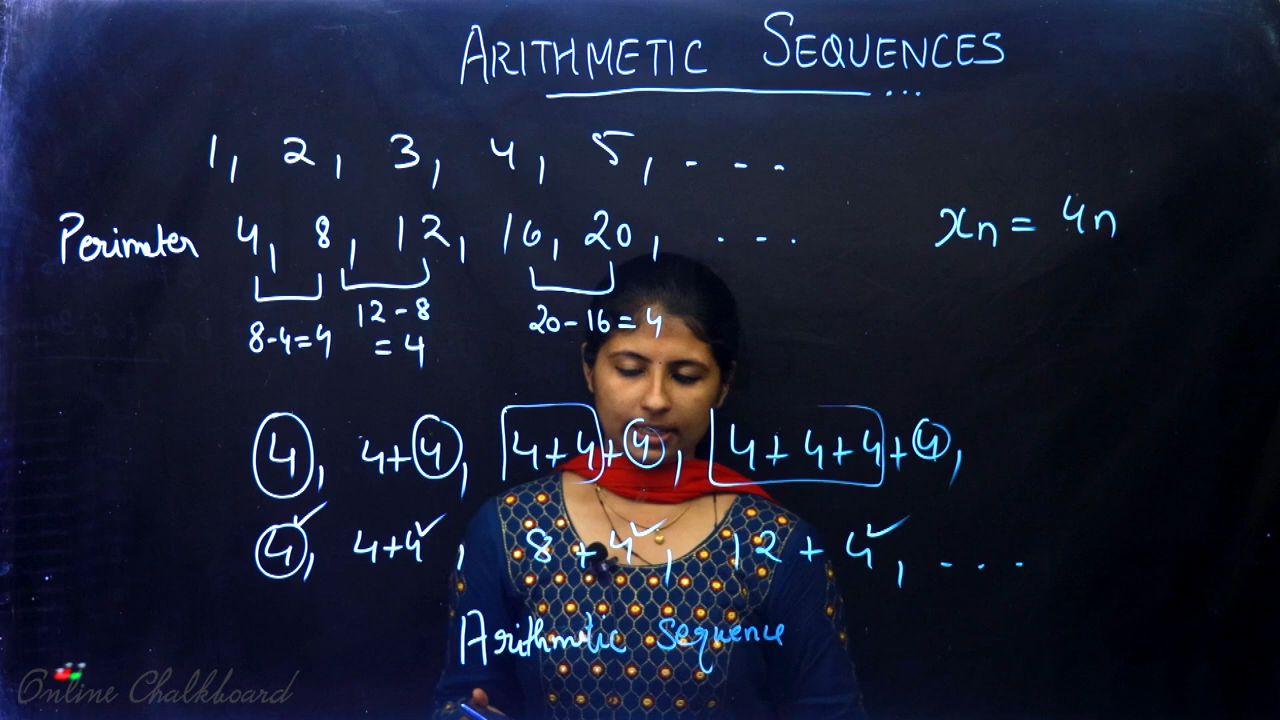 ARITHMETIC SEQUENCES ...
1, 2, 3, 4, 5, - - -
Perimeter 4, 8, 12, 16, 20, - - -
xn = 4n
8-4=4
12-8
= 4
20-16=4
4, 4+4, 4+4+4, 4+4+4+4,
4, 4+4, 8+4, 12+4, ....
Arithmetic Sequence
Online Chalkboard